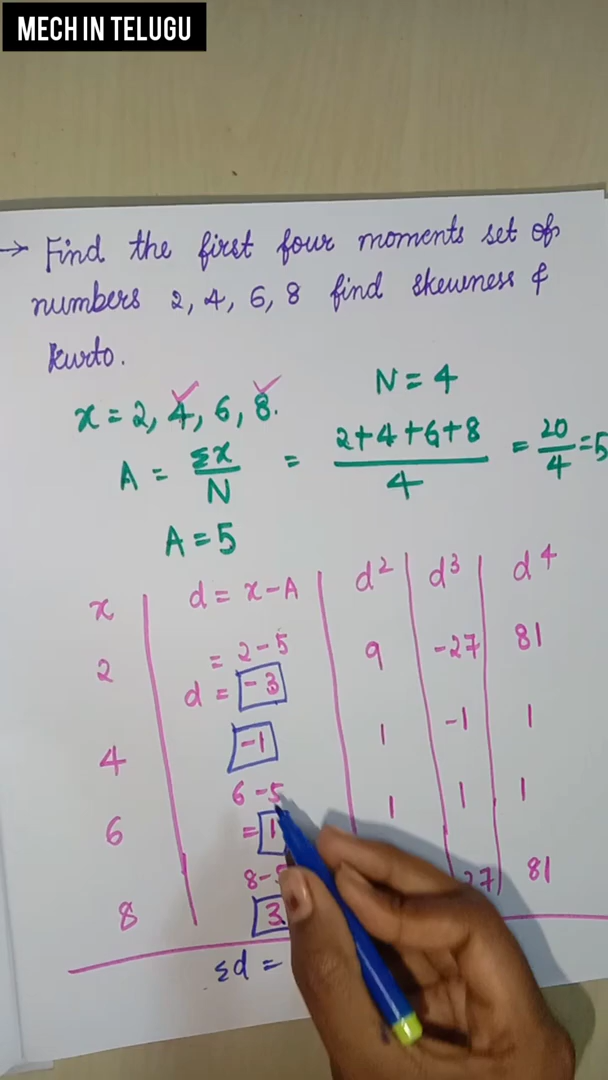 MECH IN TELUGU
→ Find the first four moments set of
numbers 2, 4, 6, 8 find skewness &
kurto.
N = 4
x = 2, 4, 6, 8.
A = Σx/N = 2+4+6+8/4 = 20/4 = 5
A = 5
x d = x-A d² d³ d⁴
2 = 2-5 9 -27 81
d = -3
4 -1 1 -1 1
6 6-5 1 1 1
= 1
8 8-5 27 81
3
Σd =